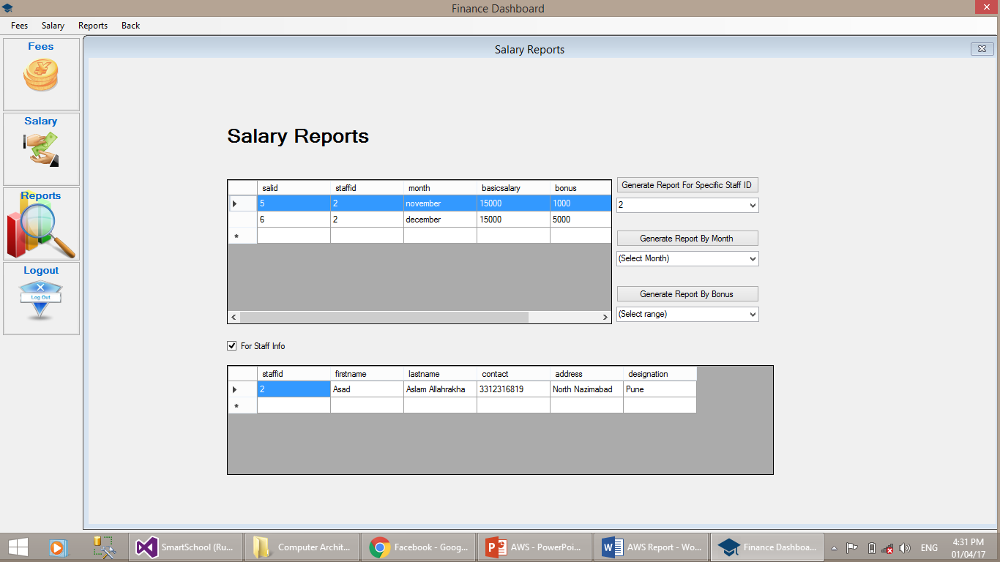 Finance Dashboard
Fees Salary Reports Back
Fees
Salary
Reports
Logout
Log Out
Salary Reports
Salary Reports
salid staffid month basicsalary bonus
5 2 november 15000 1000
6 2 december 15000 5000
*
Generate Report For Specific Staff ID
2
Generate Report By Month
(Select Month)
Generate Report By Bonus
(Select range)
For Staff Info
staffid firstname lastname contact address designation
2 Asad Aslam Allahrakha 3312316819 North Nazimabad Pune
*
SmartSchool (Ru... Computer Archit... Facebook - Goog... AWS - PowerPoi... AWS Report - Wo... Finance Dashboa... ENG 4:31 PM
01/04/17